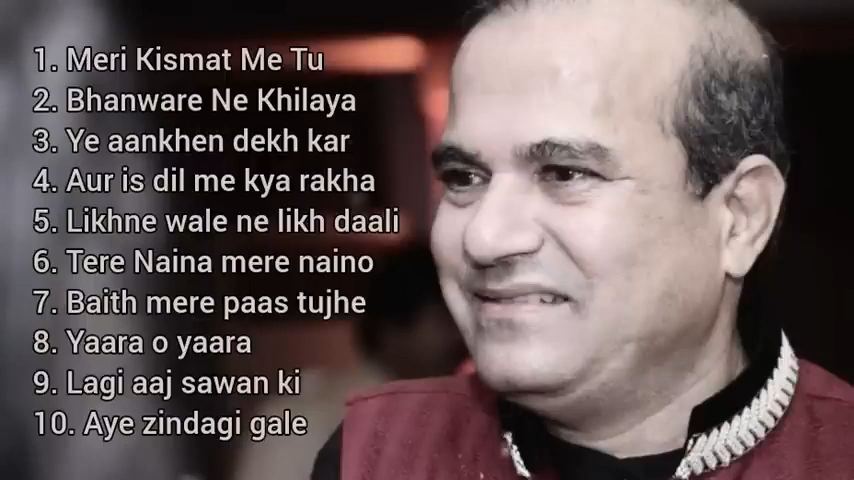 1. Meri Kismat Me Tu
2. Bhanware Ne Khilaya
3. Ye aankhen dekh kar
4. Aur is dil me kya rakha
5. Likhne wale ne likh daali
6. Tere Naina mere naino
7. Baith mere paas tujhe
8. Yaara o yaara
9. Lagi aaj sawan ki
10. Aye zindagi gale